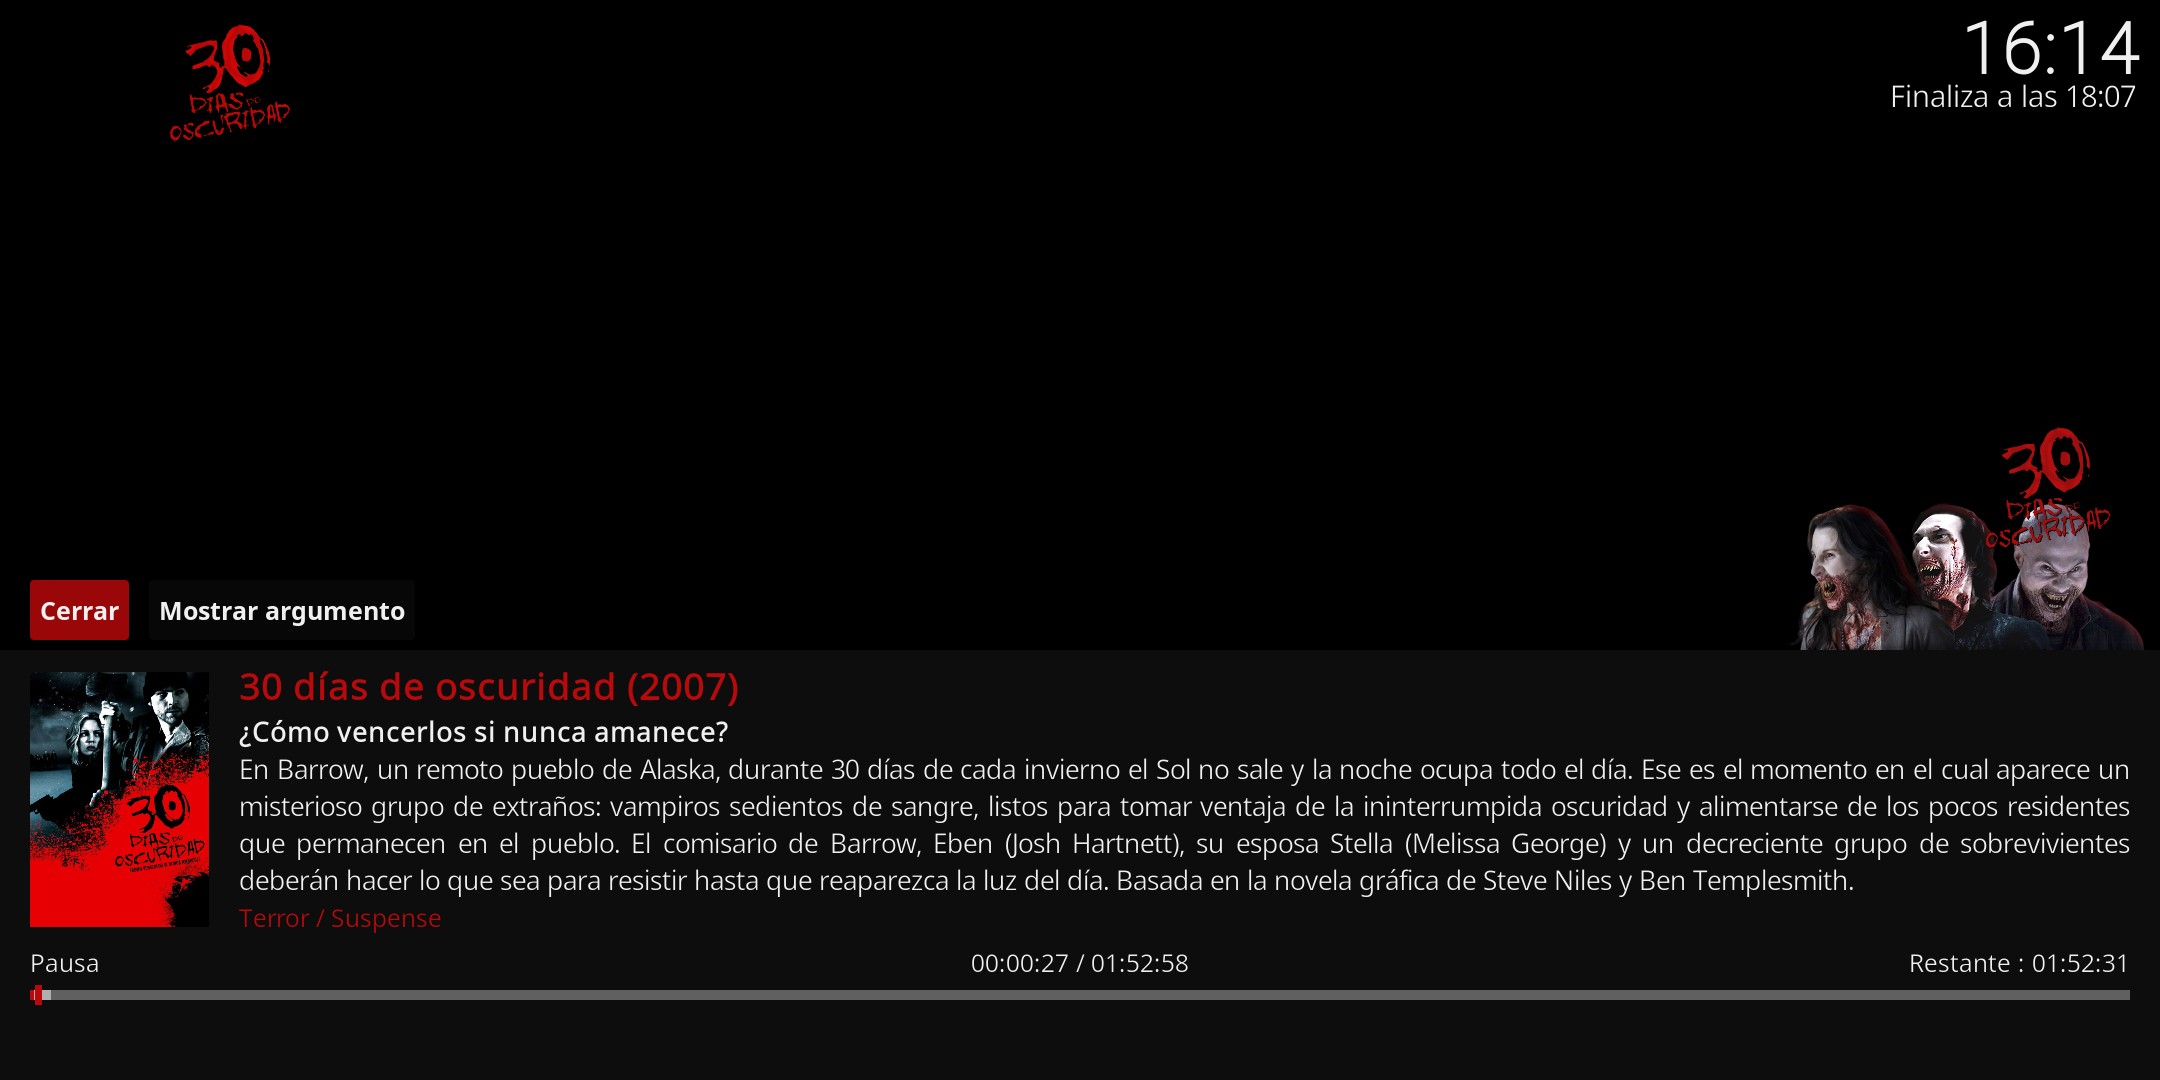 30
DÍAS DE
OSCURIDAD
16:14
Finaliza a las 18:07
30
DÍAS DE
OSCURIDAD
Cerrar
Mostrar argumento
30 días de oscuridad (2007)
¿Cómo vencerlos si nunca amanece?
En Barrow, un remoto pueblo de Alaska, durante 30 días de cada invierno el Sol no sale y la noche ocupa todo el día. Ese es el momento en el cual aparece un
misterioso grupo de extraños: vampiros sedientos de sangre, listos para tomar ventaja de la ininterrumpida oscuridad y alimentarse de los pocos residentes
que permanecen en el pueblo. El comisario de Barrow, Eben (Josh Hartnett), su esposa Stella (Melissa George) y un decreciente grupo de sobrevivientes
deberán hacer lo que sea para resistir hasta que reaparezca la luz del día. Basada en la novela gráfica de Steve Niles y Ben Templesmith.
Terror / Suspense
30
DÍAS DE
OSCURIDAD
Pausa
00:00:27 / 01:52:58
Restante : 01:52:31